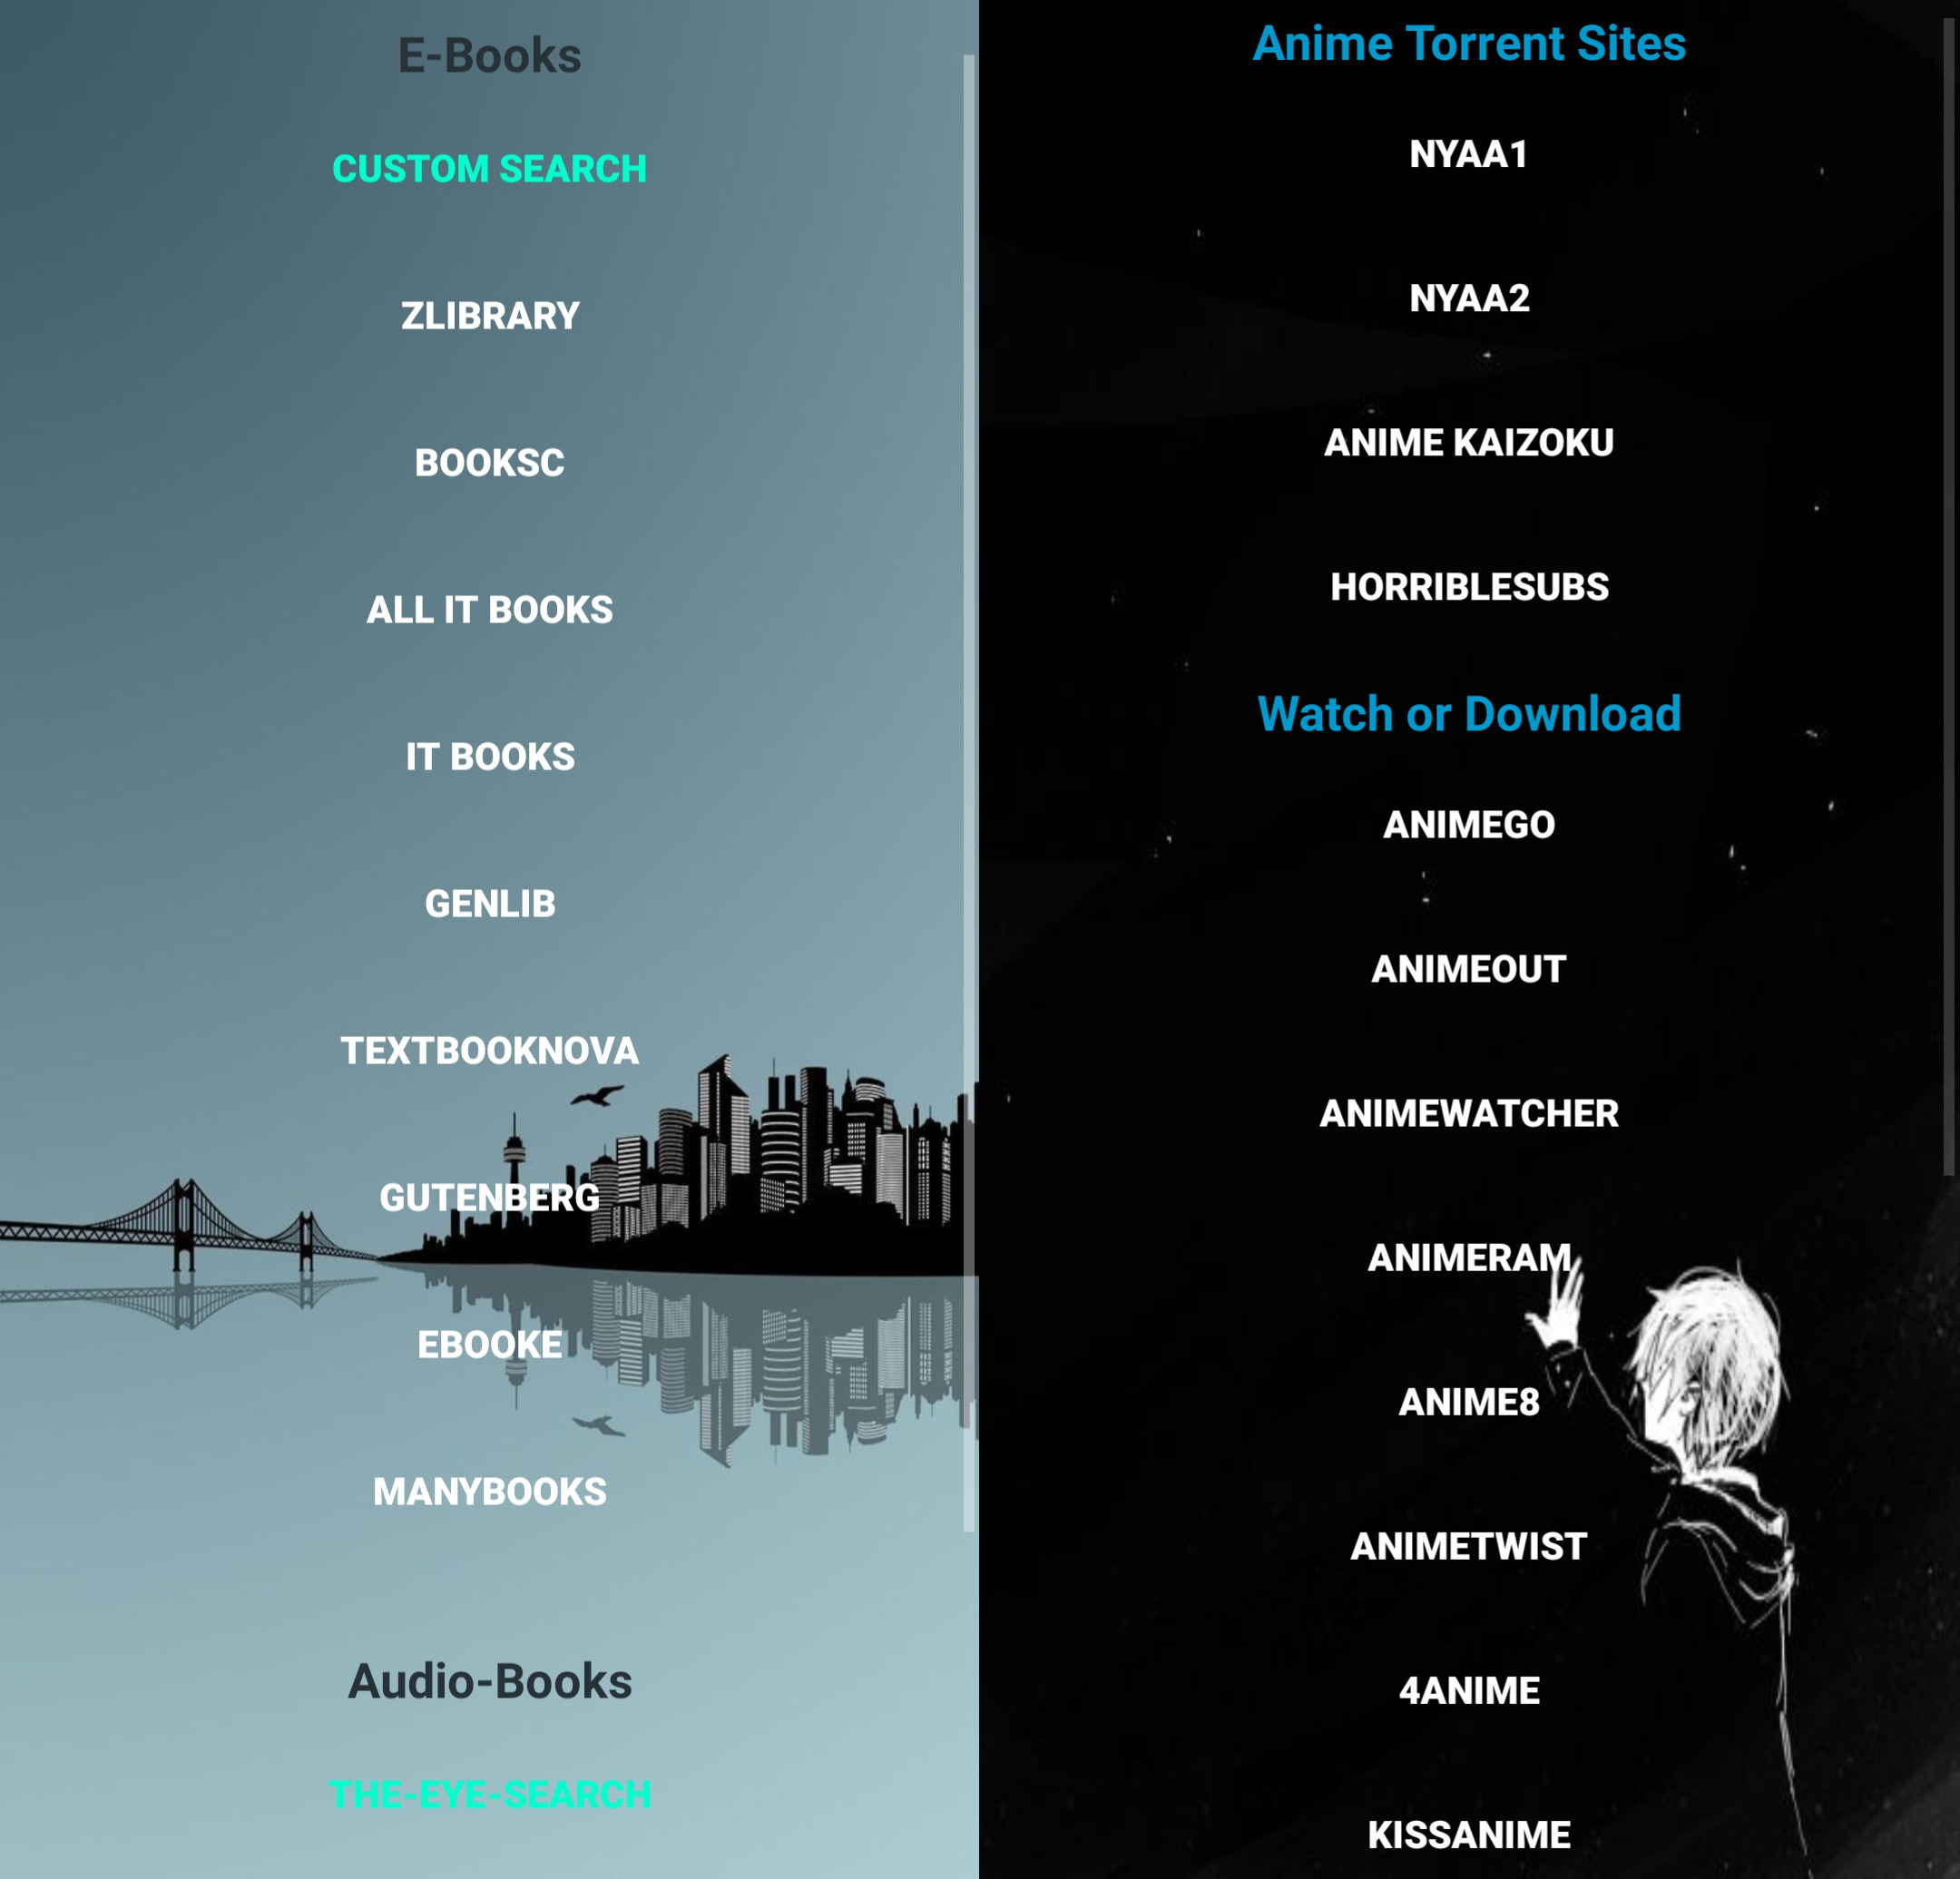 E-Books
CUSTOM SEARCH
ZLIBRARY
BOOKSC
ALL IT BOOKS
IT BOOKS
GENLIB
TEXTBOOKNOVA
GUTENBERG
EBOOKE
MANYBOOKS
Audio-Books
THE-EYE-SEARCH
Anime Torrent Sites
NYAA1
NYAA2
ANIME KAIZOKU
HORRIBLESUBS
Watch or Download
ANIMEGO
ANIMEOUT
ANIMEWATCHER
ANIMERAM
ANIME8
ANIMETWIST
4ANIME
KISSANIME